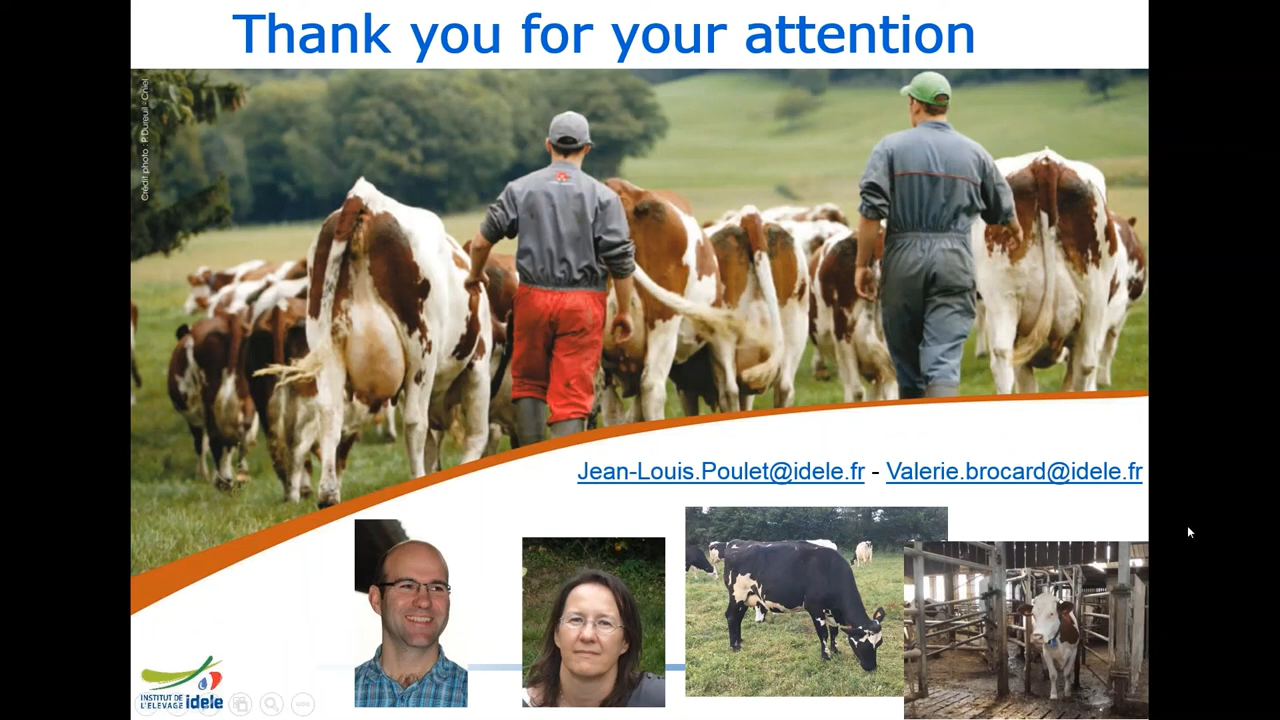 Thank you for your attention
Crédit photo : P.Dureuil - Cniel
Jean-Louis.Poulet@idele.fr - Valerie.brocard@idele.fr
INSTITUT DE
L'ELEVAGE idele